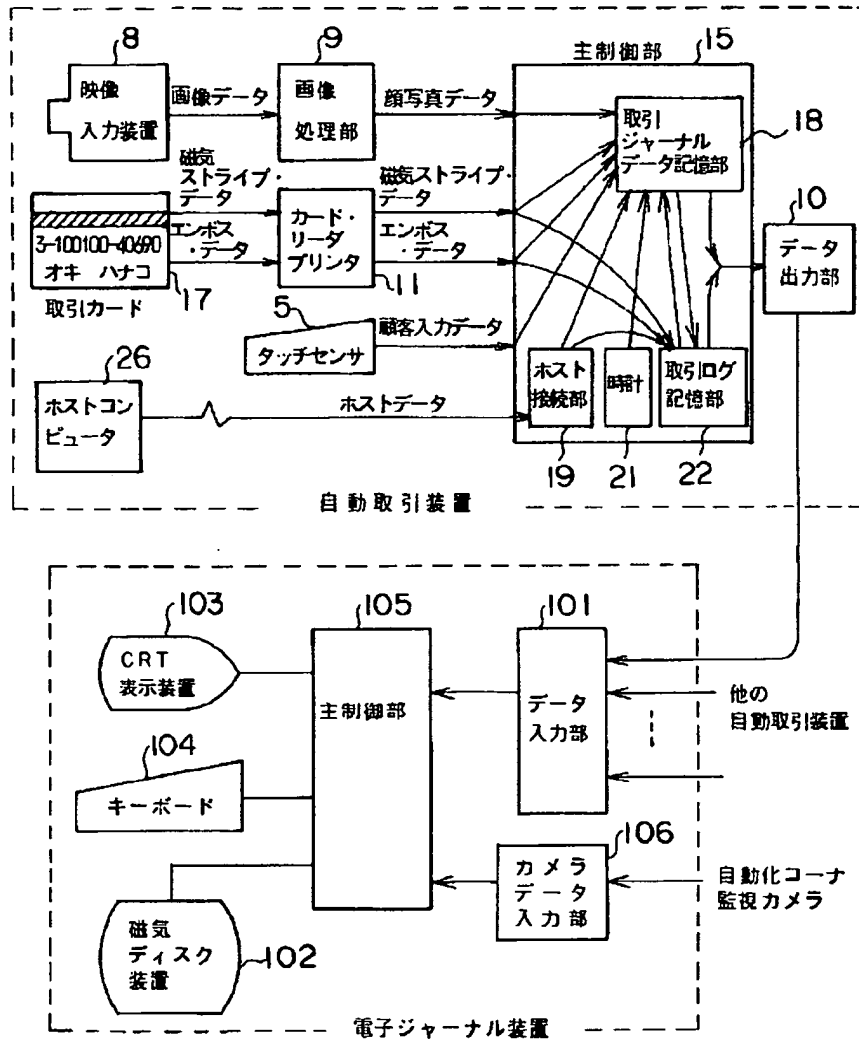 8
映像
入力装置
画像データ
9
画像
処理部
顔写真データ
15
主制御部
取引
ジャーナル
データ記憶部
18
磁気
ストライプ・
データ
エンボス
・データ
3-100100-40690
オキ ハナコ
17
取引カード
カード・
リーダ
プリンタ
11
磁気ストライプ・
データ
エンボス
・データ
10
データ
出力部
5
タッチセンサ
顧客入力データ
26
ホストコン
ピュータ
ホストデータ
ホスト
接続部
19
時計
21
取引ログ
記憶部
22
自動取引装置
103
CRT
表示装置
105
主制御部
101
データ
入力部
他の
自動取引装置
104
キーボード
106
カメラ
データ
入力部
自動化コーナ
監視カメラ
磁気
ディスク
装置
102
電子ジャーナル装置